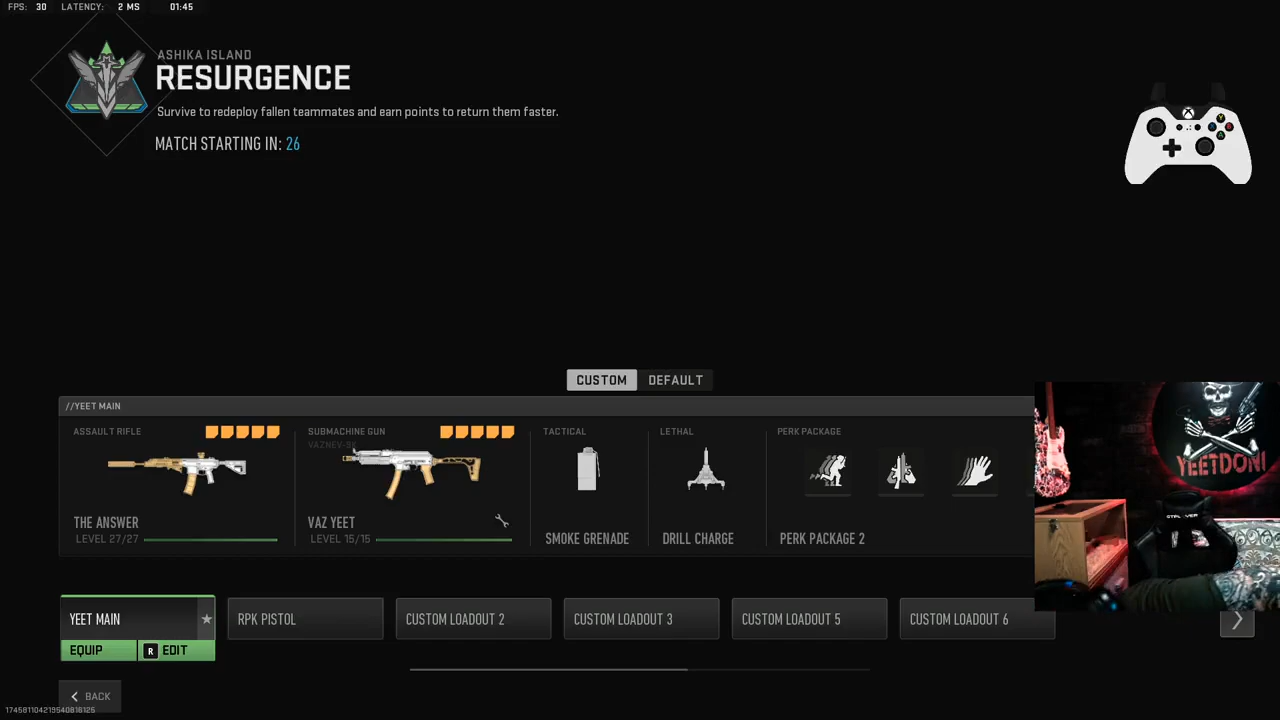 FPS: 30 LATENCY: 2 MS 01:45
ASHIKA ISLAND
RESURGENCE
Survive to redeploy fallen teammates and earn points to return them faster.
MATCH STARTING IN: 26
CUSTOM DEFAULT
//YEET MAIN
ASSAULT RIFLE
THE ANSWER
LEVEL 27/27
SUBMACHINE GUN
VAZNEV-9K
VAZ YEET
LEVEL 15/15
TACTICAL
SMOKE GRENADE
LETHAL
DRILL CHARGE
PERK PACKAGE
PERK PACKAGE 2
YEETDONI
YEET MAIN
EQUIP R EDIT
RPK PISTOL
CUSTOM LOADOUT 2
CUSTOM LOADOUT 3
CUSTOM LOADOUT 5
CUSTOM LOADOUT 6
BACK